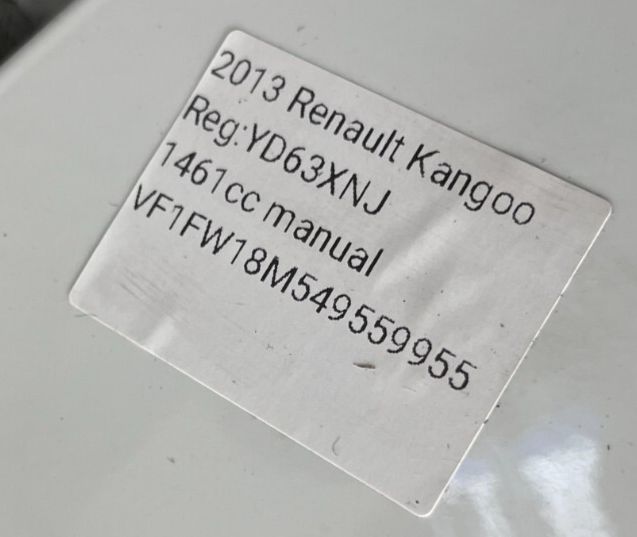 2013 Renault Kangoo
Reg:YD63XNJ
1461cc manual
VF1FW18M549559955